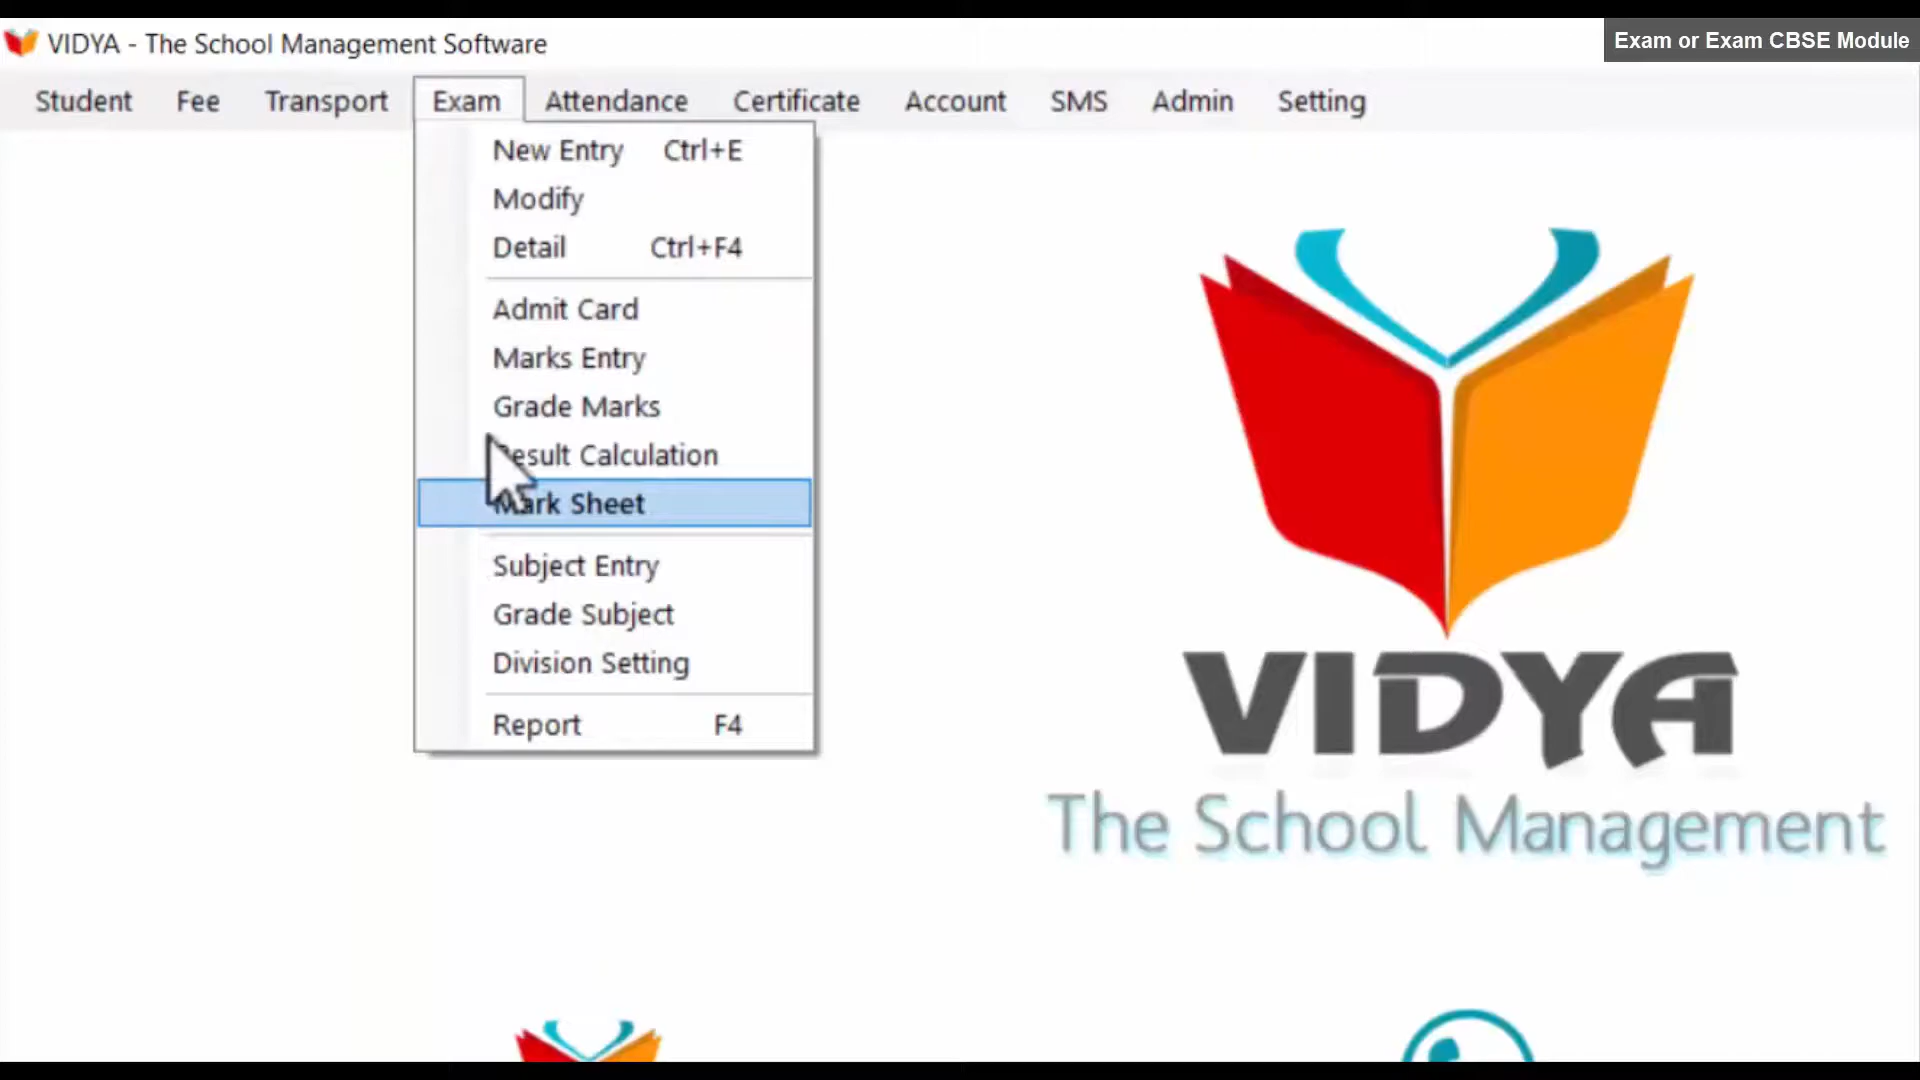 VIDYA - The School Management Software
Exam or Exam CBSE Module
Student Fee Transport Exam Attendance Certificate Account SMS Admin Setting
New Entry Ctrl+E
Modify
Detail Ctrl+F4
Admit Card
Marks Entry
Grade Marks
Result Calculation
Mark Sheet
Subject Entry
Grade Subject
Division Setting
Report F4
VIDYA
The School Management